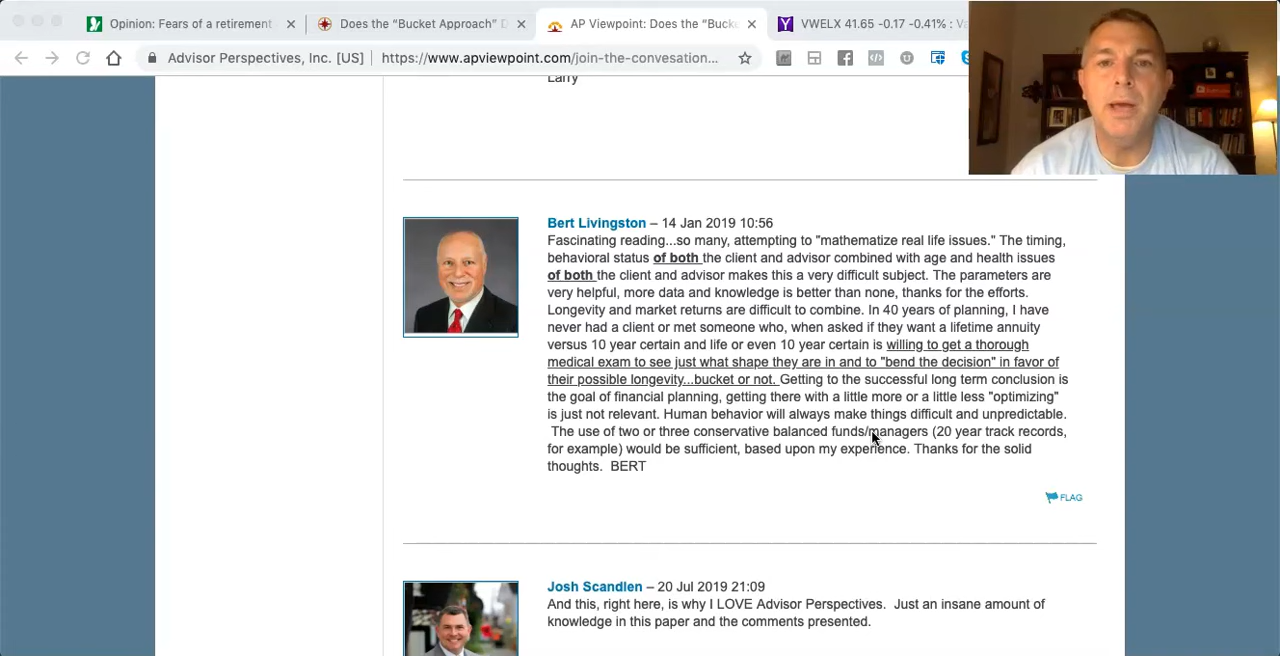 Opinion: Fears of a retirement
Does the “Bucket Approach” D
AP Viewpoint: Does the “Bucke
VWELX 41.65 -0.17 -0.41% : Va
Advisor Perspectives, Inc. [US]
https://www.apviewpoint.com/join-the-convesation...
Larry
Bert Livingston – 14 Jan 2019 10:56
Fascinating reading...so many, attempting to "mathematize real life issues." The timing,
behavioral status of both the client and advisor combined with age and health issues
of both the client and advisor makes this a very difficult subject. The parameters are
very helpful, more data and knowledge is better than none, thanks for the efforts.
Longevity and market returns are difficult to combine. In 40 years of planning, I have
never had a client or met someone who, when asked if they want a lifetime annuity
versus 10 year certain and life or even 10 year certain is willing to get a thorough
medical exam to see just what shape they are in and to "bend the decision" in favor of
their possible longevity...bucket or not. Getting to the successful long term conclusion is
the goal of financial planning, getting there with a little more or a little less "optimizing"
is just not relevant. Human behavior will always make things difficult and unpredictable.
The use of two or three conservative balanced funds/managers (20 year track records,
for example) would be sufficient, based upon my experience. Thanks for the solid
thoughts. BERT
FLAG
Josh Scandlen – 20 Jul 2019 21:09
And this, right here, is why I LOVE Advisor Perspectives. Just an insane amount of
knowledge in this paper and the comments presented.